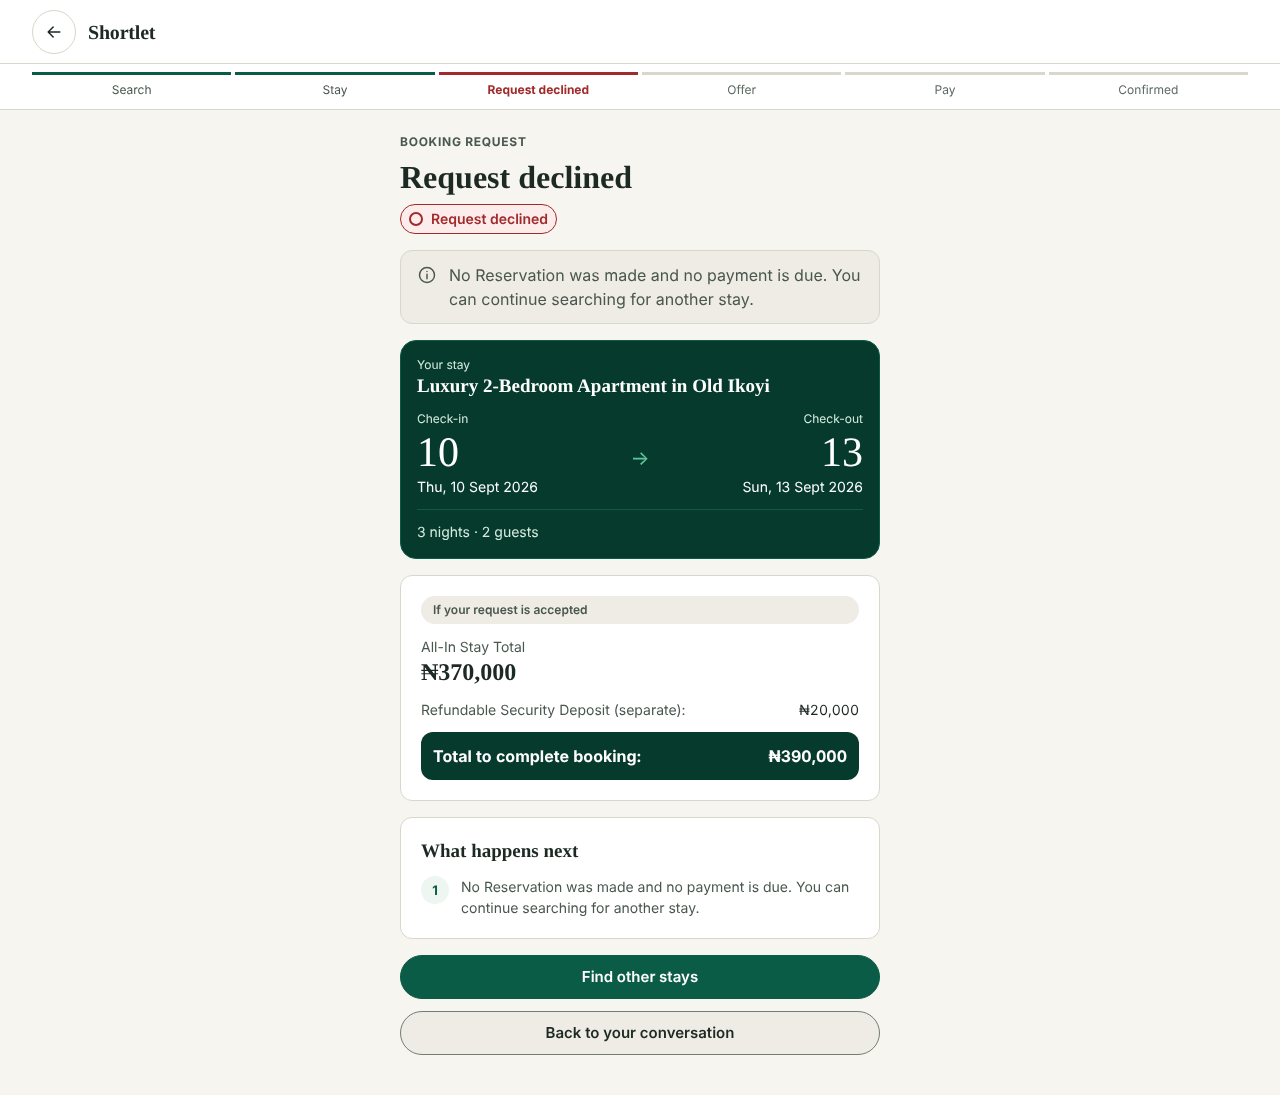 Shortlet
Search
Stay
Request declined
Offer
Pay
Confirmed
BOOKING REQUEST
Request declined
Request declined
No Reservation was made and no payment is due. You
can continue searching for another stay.
Your stay
Luxury 2-Bedroom Apartment in Old Ikoyi
Check-in
Check-out
10
13
Thu, 10 Sept 2026
Sun, 13 Sept 2026
3 nights · 2 guests
If your request is accepted
All-In Stay Total
₦370,000
Refundable Security Deposit (separate): ₦20,000
Total to complete booking: ₦390,000
What happens next
1 No Reservation was made and no payment is due. You can
continue searching for another stay.
Find other stays
Back to your conversation